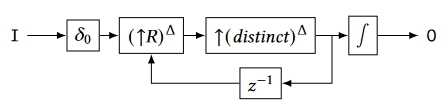 I δ₀ (↑R)^Δ ↑(distinct)^Δ ∫ O
z⁻¹